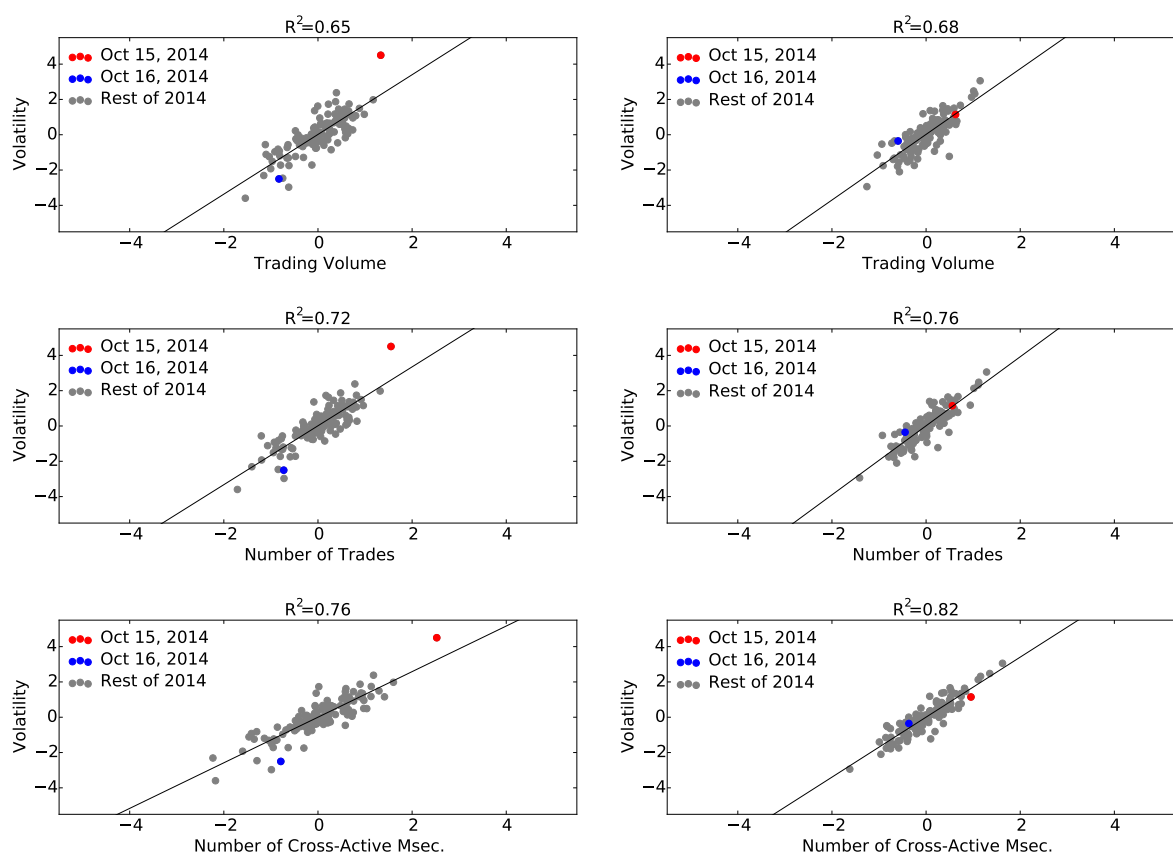 R²=0.65
Oct 15, 2014
Oct 16, 2014
Rest of 2014
Volatility
4
2
0
−2
−4
−4 −2 0 2 4
Trading Volume
R²=0.68
Oct 15, 2014
Oct 16, 2014
Rest of 2014
Volatility
4
2
0
−2
−4
−4 −2 0 2 4
Trading Volume
R²=0.72
Oct 15, 2014
Oct 16, 2014
Rest of 2014
Volatility
4
2
0
−2
−4
−4 −2 0 2 4
Number of Trades
R²=0.76
Oct 15, 2014
Oct 16, 2014
Rest of 2014
Volatility
4
2
0
−2
−4
−4 −2 0 2 4
Number of Trades
R²=0.76
Oct 15, 2014
Oct 16, 2014
Rest of 2014
Volatility
4
2
0
−2
−4
−4 −2 0 2 4
Number of Cross-Active Msec.
R²=0.82
Oct 15, 2014
Oct 16, 2014
Rest of 2014
Volatility
4
2
0
−2
−4
−4 −2 0 2 4
Number of Cross-Active Msec.